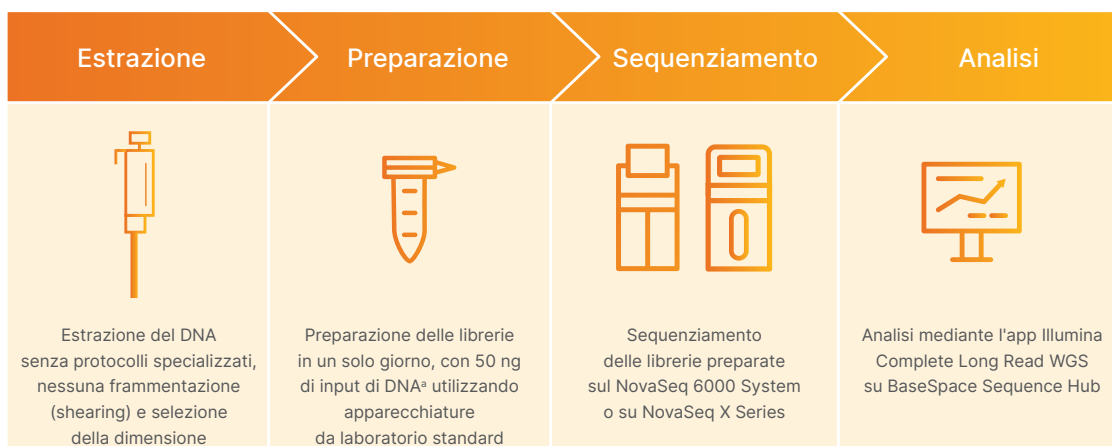 Estrazione
Preparazione
Sequenziamento
Analisi
Estrazione del DNA
senza protocolli specializzati,
nessuna frammentazione
(shearing) e selezione
della dimensione
Preparazione delle librerie
in un solo giorno, con 50 ng
di input di DNAᵃ utilizzando
apparecchiature
da laboratorio standard
Sequenziamento
delle librerie preparate
sul NovaSeq 6000 System
o su NovaSeq X Series
Analisi mediante l'app Illumina
Complete Long Read WGS
su BaseSpace Sequence Hub